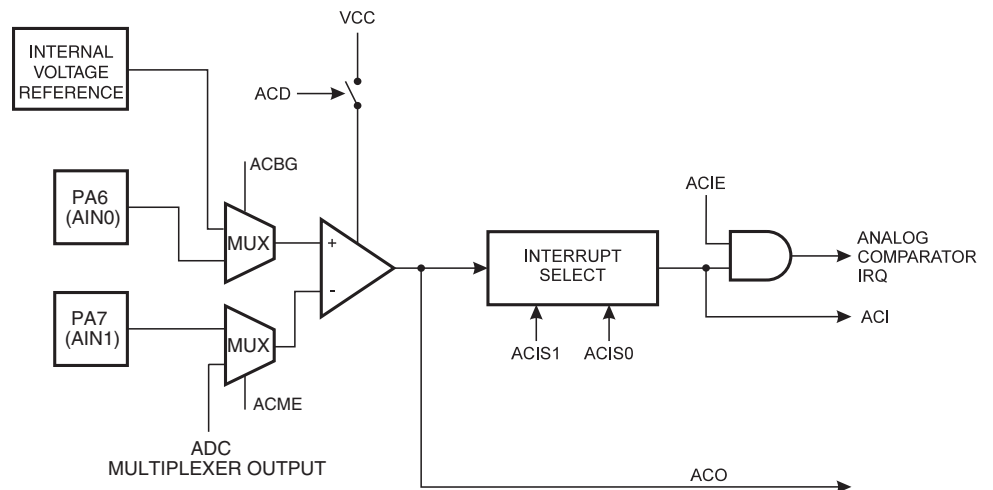 VCC
INTERNAL
VOLTAGE
REFERENCE
ACD
ACBG
PA6
(AIN0)
MUX
+
-
ACIE
ANALOG
COMPARATOR
IRQ
INTERRUPT
SELECT
PA7
(AIN1)
MUX
ACI
ACIS1
ACIS0
ACME
ADC
MULTIPLEXER OUTPUT
ACO